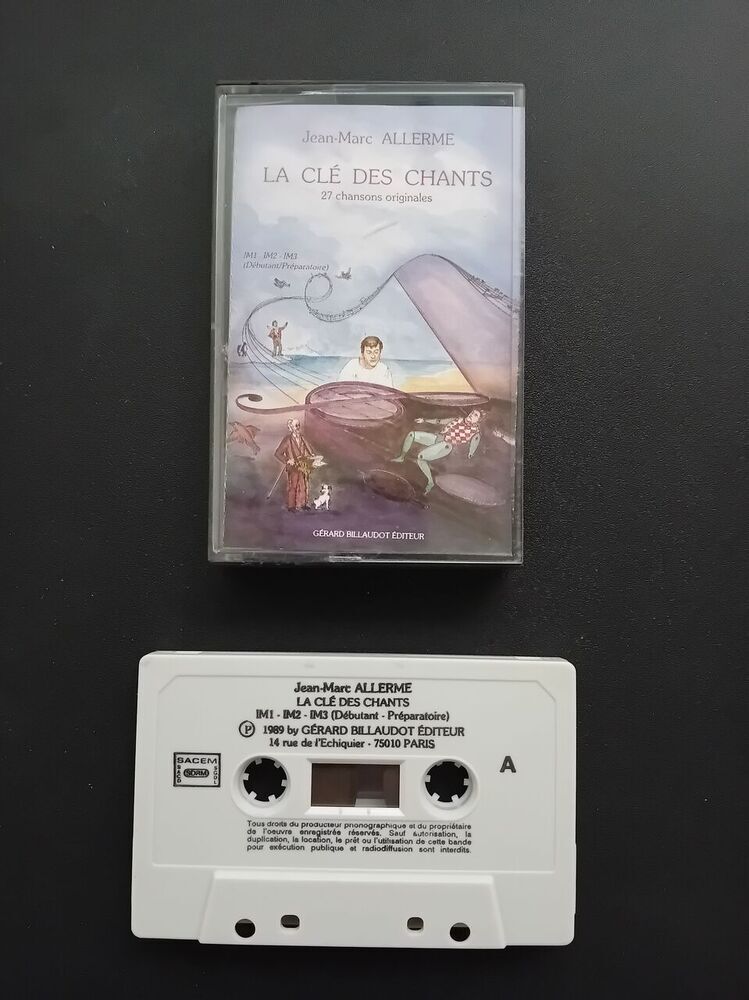 Jean-Marc ALLERME
LA CLÉ DES CHANTS
27 chansons originales
IM1 - IM2 - IM3
(Débutant/Préparatoire)
GÉRARD BILLAUDOT ÉDITEUR
Jean-Marc ALLERME
LA CLÉ DES CHANTS
IM1 - IM2 - IM3 (Débutant - Préparatoire)
Ⓟ 1989 by GÉRARD BILLAUDOT ÉDITEUR
14 rue de l'Echiquier - 75010 PARIS
A
SACEM
SACD
SDRM
SGDL
Tous droits du producteur phonographique et du propriétaire
de l'oeuvre enregistrée réservés. Sauf autorisation, la
duplication, la location, le prêt ou l'utilisation de cette bande
pour exécution publique et radiodiffusion sont interdits.